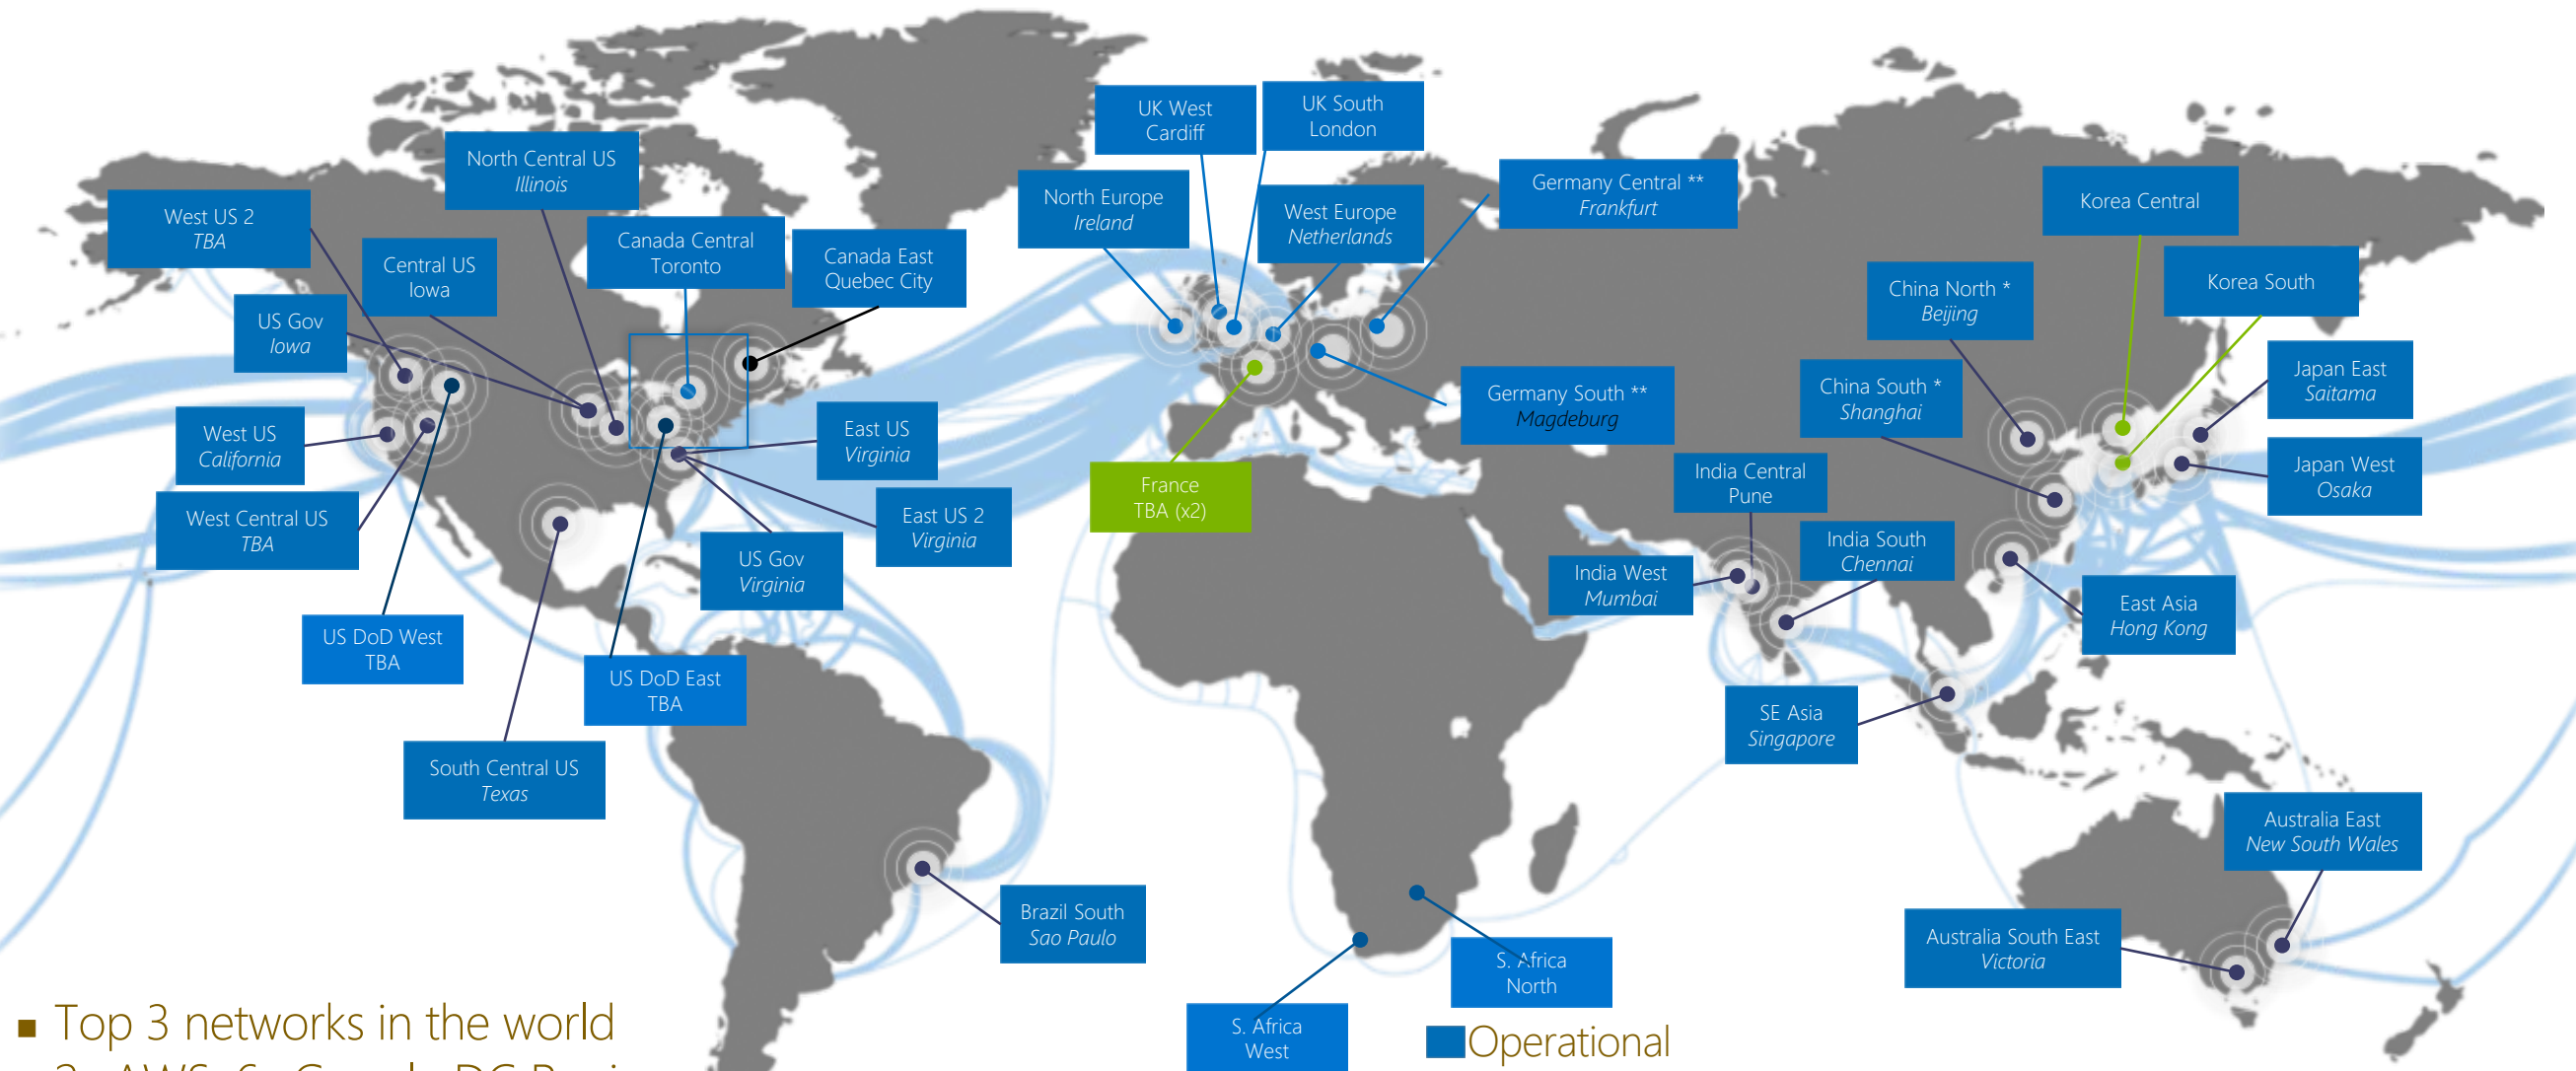 North Central US
Illinois
West US 2
TBA
Central US
Iowa
US Gov
Iowa
Canada Central
Toronto
Canada East
Quebec City
West US
California
West Central US
TBA
US DoD West
TBA
South Central US
Texas
US DoD East
TBA
US Gov
Virginia
East US
Virginia
East US 2
Virginia
Brazil South
Sao Paulo
UK West
Cardiff
UK South
London
North Europe
Ireland
West Europe
Netherlands
Germany Central **
Frankfurt
Germany South **
Magdeburg
France
TBA (x2)
S. Africa
North
S. Africa
West
Korea Central
Korea South
China North *
Beijing
China South *
Shanghai
Japan East
Saitama
Japan West
Osaka
India Central
Pune
India South
Chennai
India West
Mumbai
East Asia
Hong Kong
SE Asia
Singapore
Australia East
New South Wales
Australia South East
Victoria
Operational
▪ Top 3 networks in the world